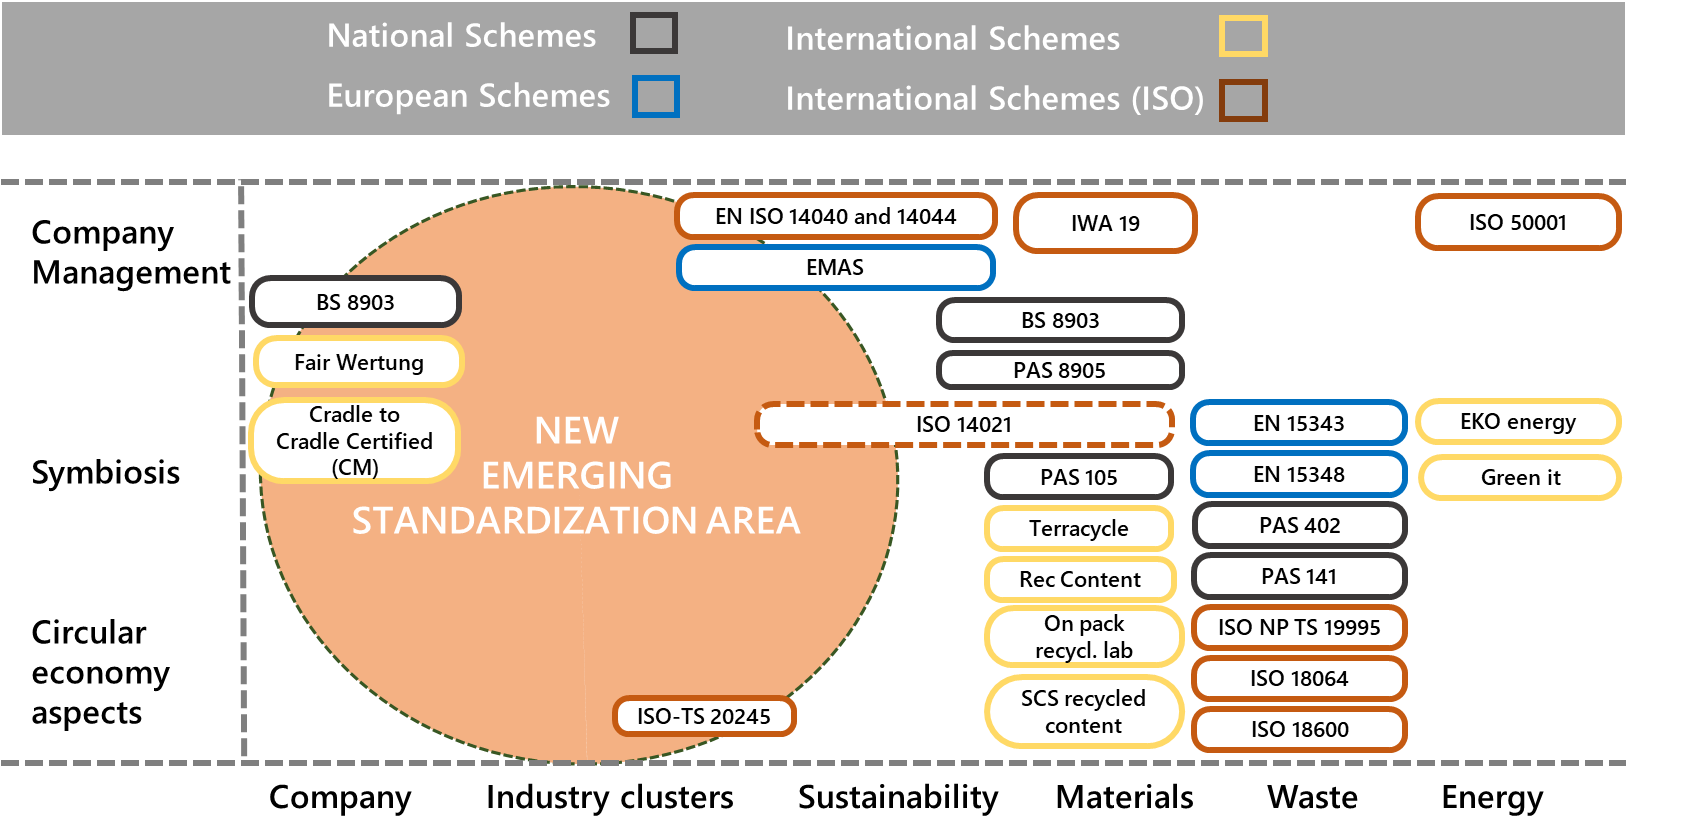 National Schemes
International Schemes
European Schemes
International Schemes (ISO)
Company
Management
EN ISO 14040 and 14044
IWA 19
ISO 50001
EMAS
BS 8903
BS 8903
Fair Wertung
PAS 8905
Cradle to
Cradle Certified
(CM)
ISO 14021
EN 15343
EKO energy
NEW
EMERGING
STANDARDIZATION AREA
Symbiosis
PAS 105
EN 15348
Green it
Terracycle
PAS 402
Rec Content
PAS 141
On pack
recycl. lab
ISO NP TS 19995
Circular
economy
aspects
SCS recycled
content
ISO 18064
ISO-TS 20245
ISO 18600
Company
Industry clusters
Sustainability
Materials
Waste
Energy